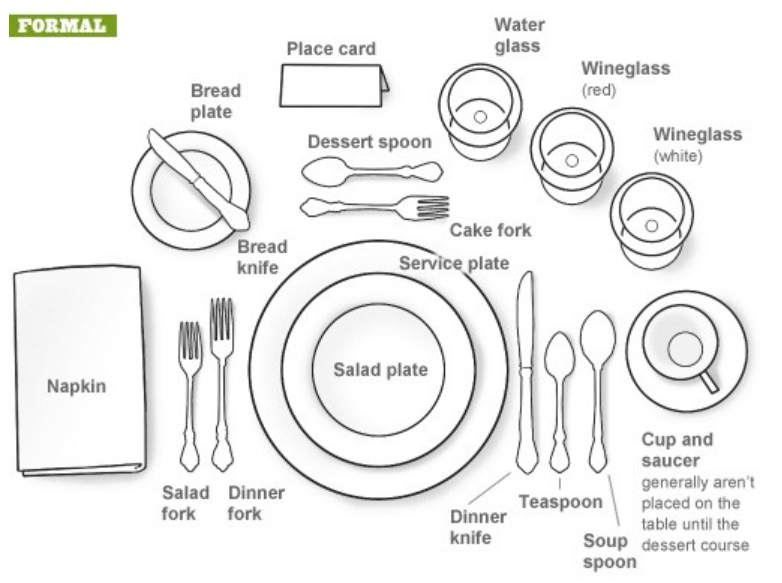 FORMAL
Place card
Water
glass
Wineglass
(red)
Wineglass
(white)
Bread
plate
Dessert spoon
Cake fork
Bread
knife
Service plate
Napkin
Salad plate
Salad
fork
Dinner
fork
Dinner
knife
Teaspoon
Soup
spoon
Cup and
saucer
generally aren't
placed on the
table until the
dessert course